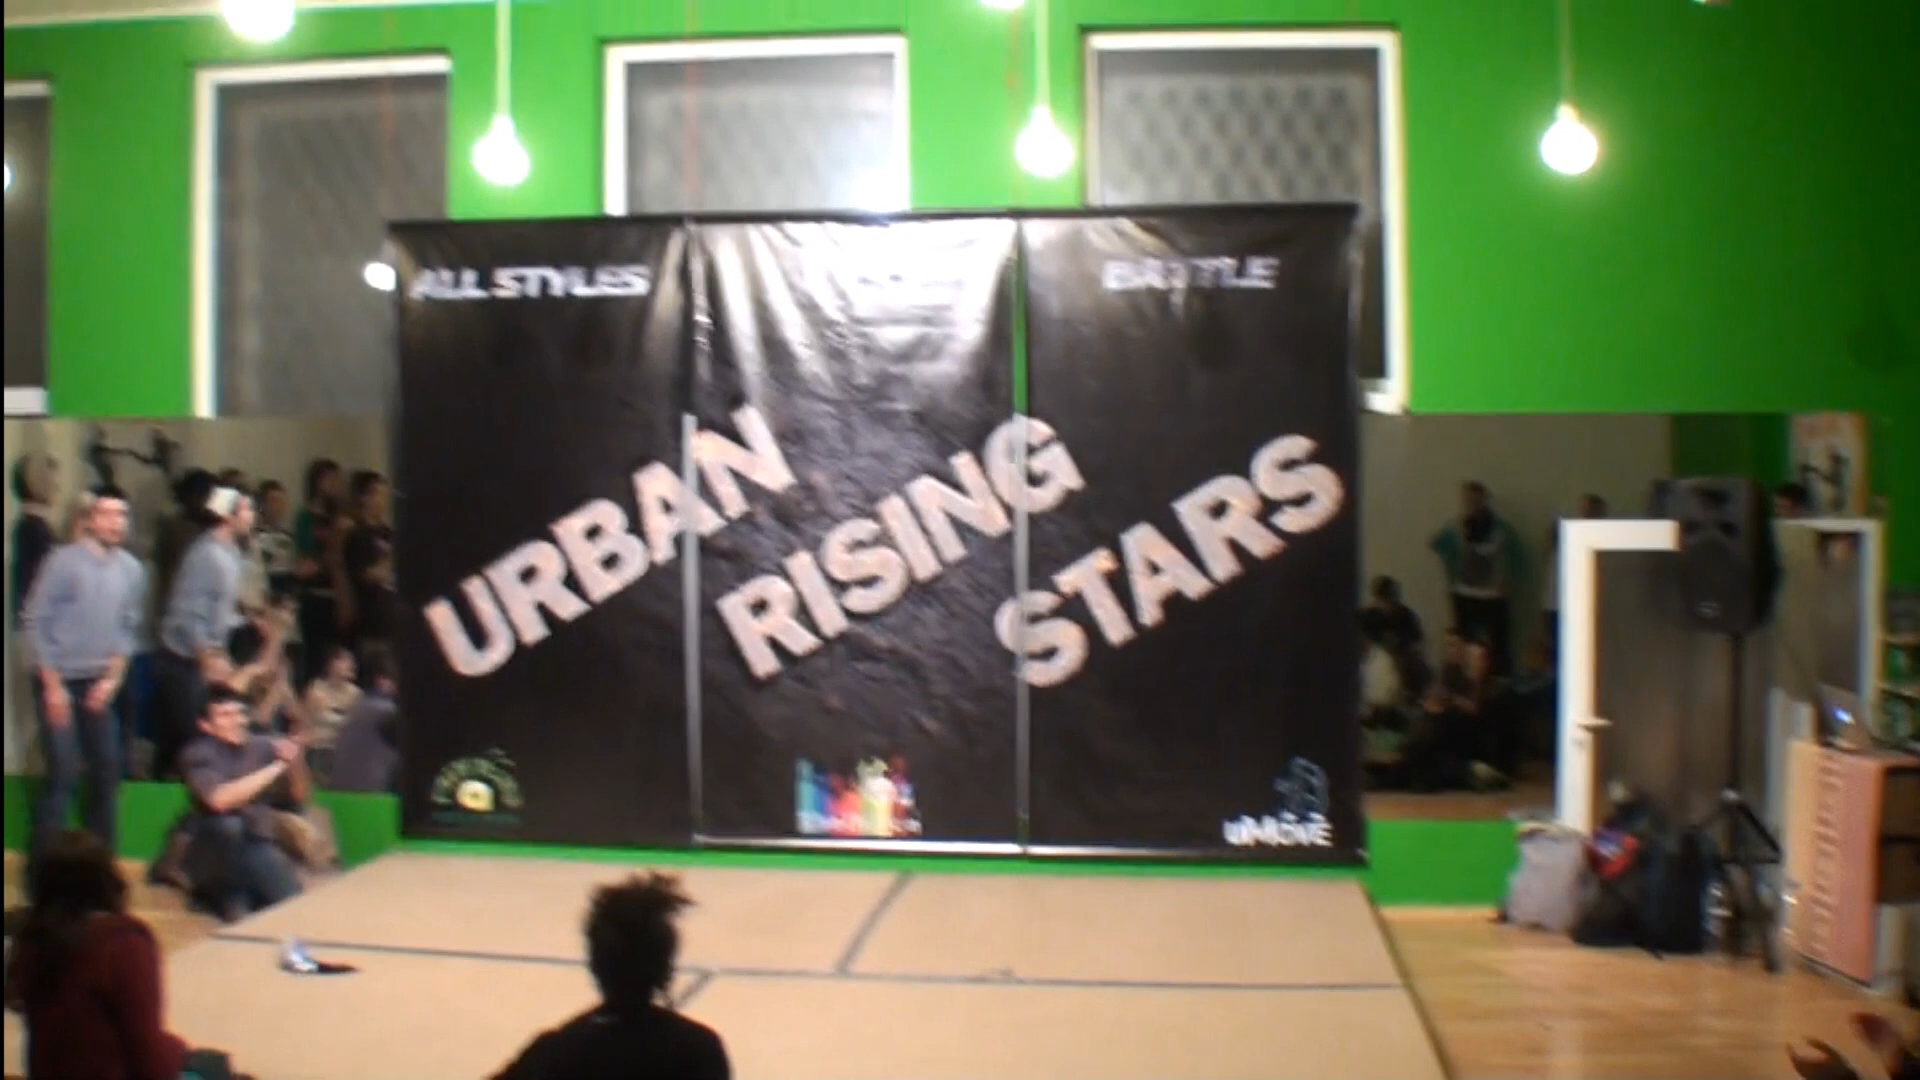 ALL STYLES
BATTLE
URBAN
RISING
STARS
UMOVE